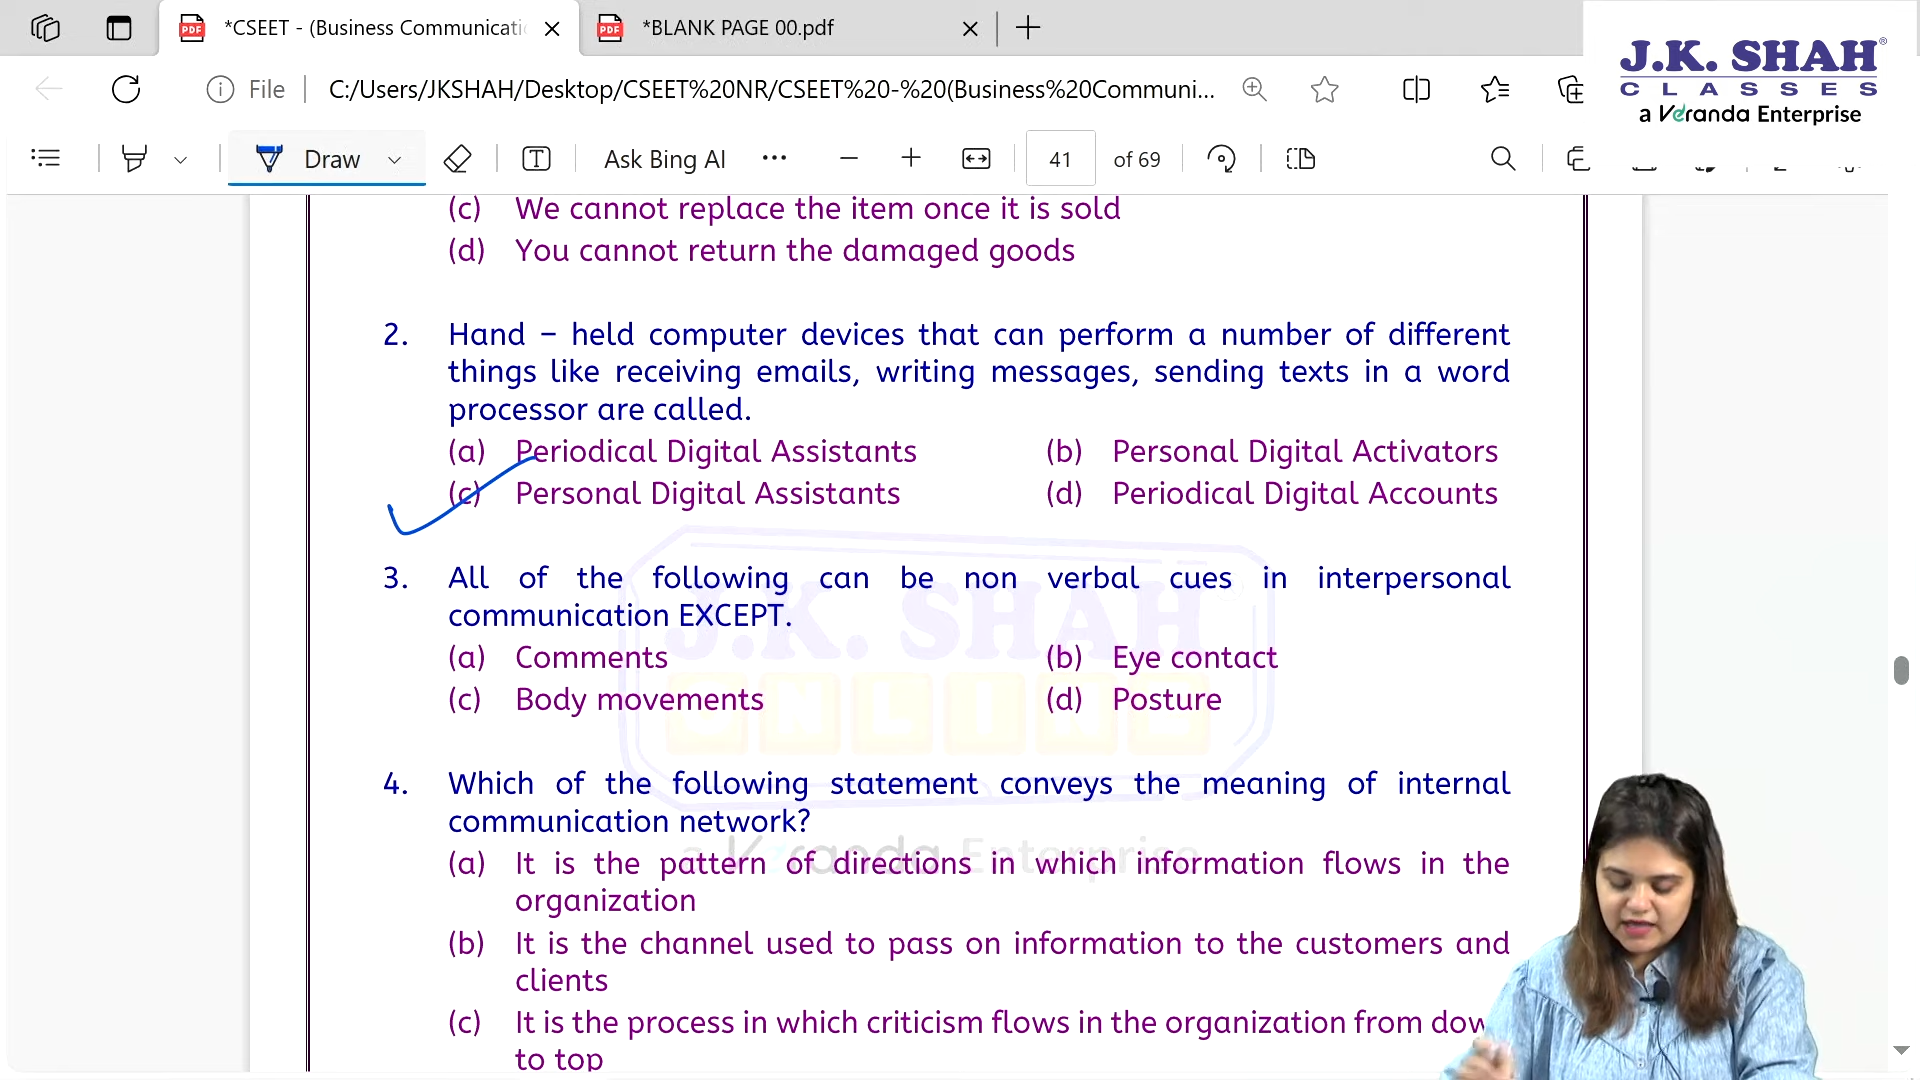 *CSEET - (Business Communicati
*BLANK PAGE 00.pdf
J.K. SHAH®
CLASSES
a Veranda Enterprise
File
C:/Users/JKSHAH/Desktop/CSEET%20NR/CSEET%20-%20(Business%20Communi...
Draw
Ask Bing AI
41
of 69
(c) We cannot replace the item once it is sold
(d) You cannot return the damaged goods
2. Hand – held computer devices that can perform a number of different
things like receiving emails, writing messages, sending texts in a word
processor are called.
(a) Periodical Digital Assistants (b) Personal Digital Activators
(c) Personal Digital Assistants (d) Periodical Digital Accounts
3. All of the following can be non verbal cues in interpersonal
communication EXCEPT.
(a) Comments (b) Eye contact
(c) Body movements (d) Posture
J.K. SHAH
ONLINE
4. Which of the following statement conveys the meaning of internal
communication network?
a Veranda Enterprise
(a) It is the pattern of directions in which information flows in the
organization
(b) It is the channel used to pass on information to the customers and
clients
(c) It is the process in which criticism flows in the organization from dow
to top